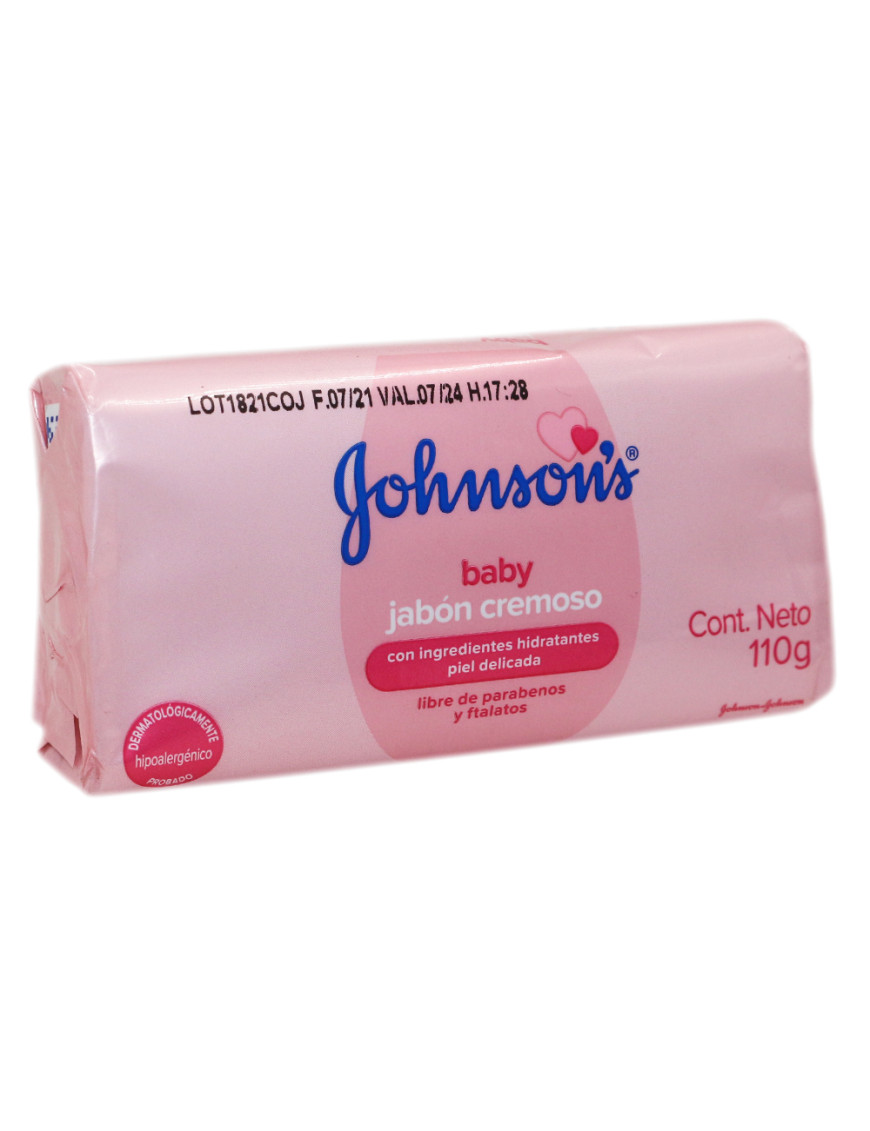 LOT1821COJ F.07/21 VAL.07/24 H.17:28
Johnson's®
baby
jabón cremoso
con ingredientes hidratantes
piel delicada
libre de parabenos
y ftalatos
Cont. Neto
110g
Johnson & Johnson
DERMATOLÓGICAMENTE
hipoalergénico
PROBADO